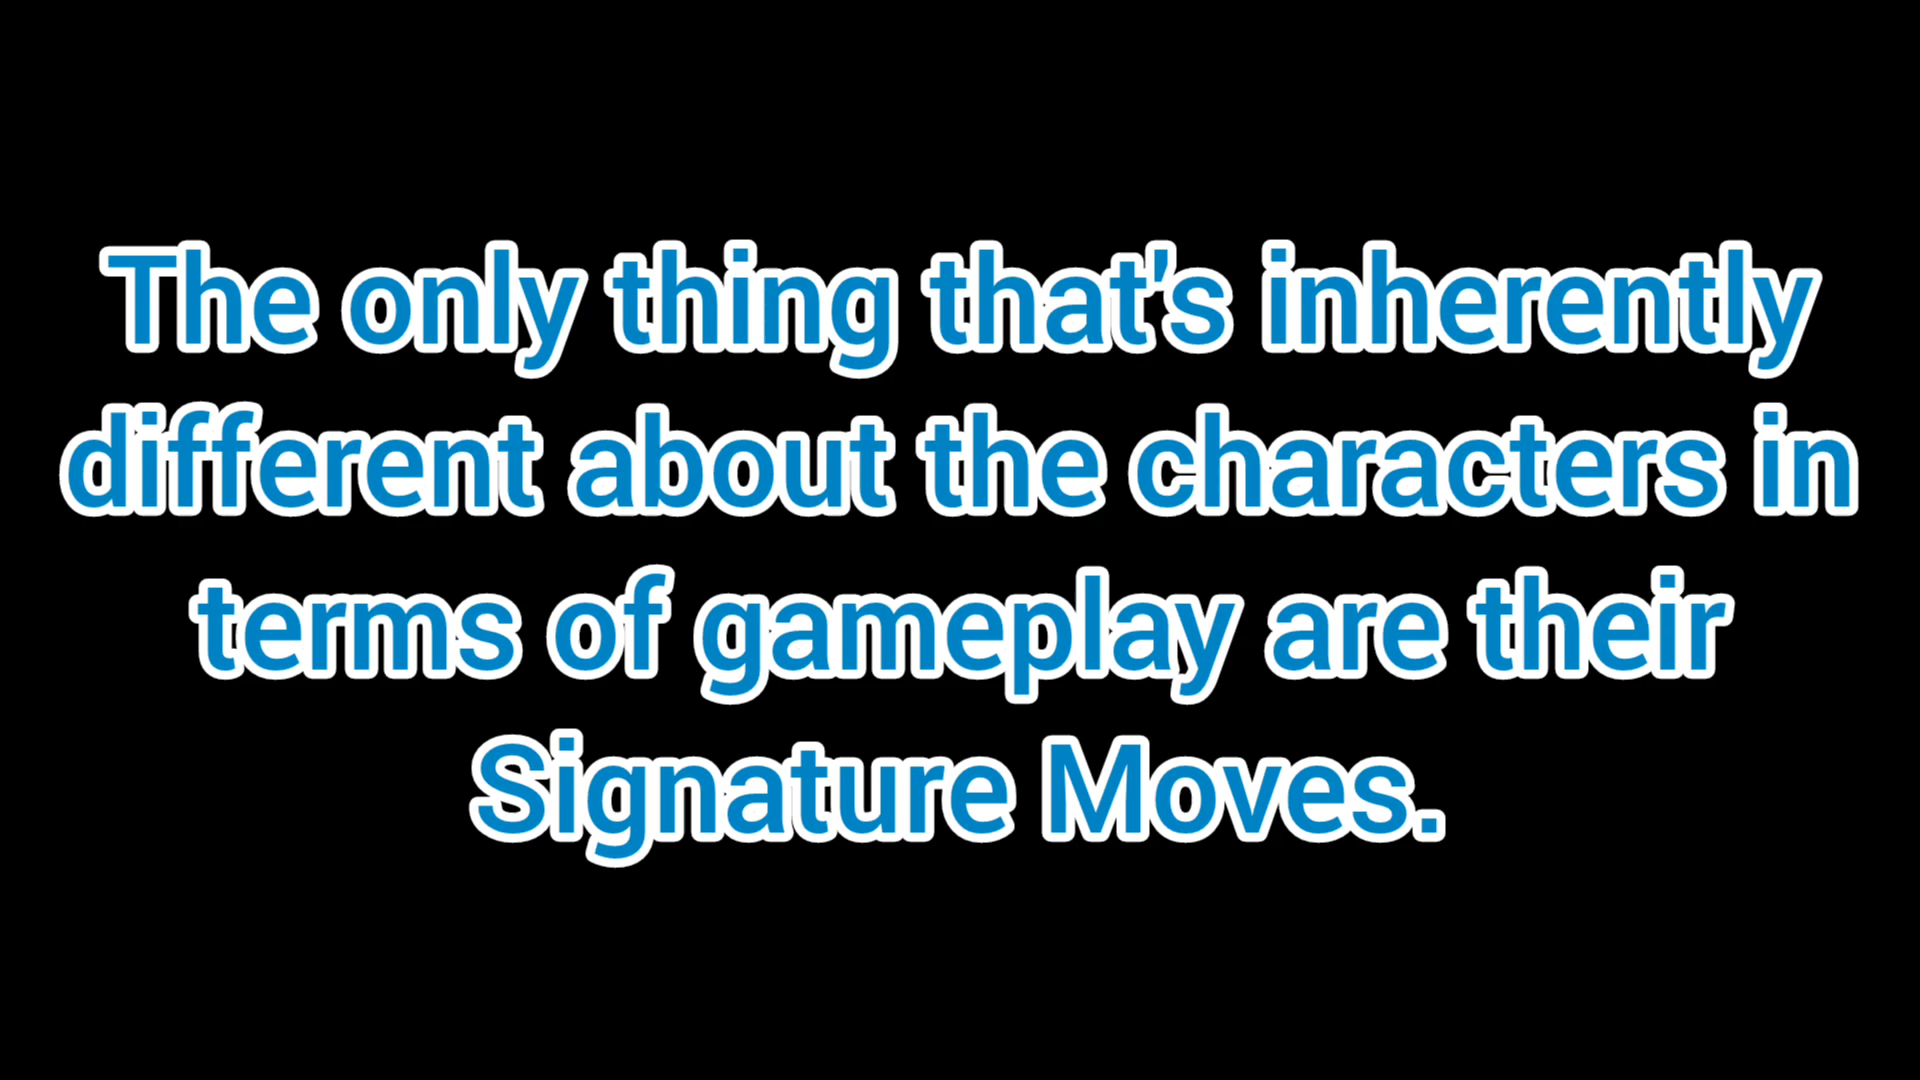 The only thing that's inherently
different about the characters in
terms of gameplay are their
Signature Moves.